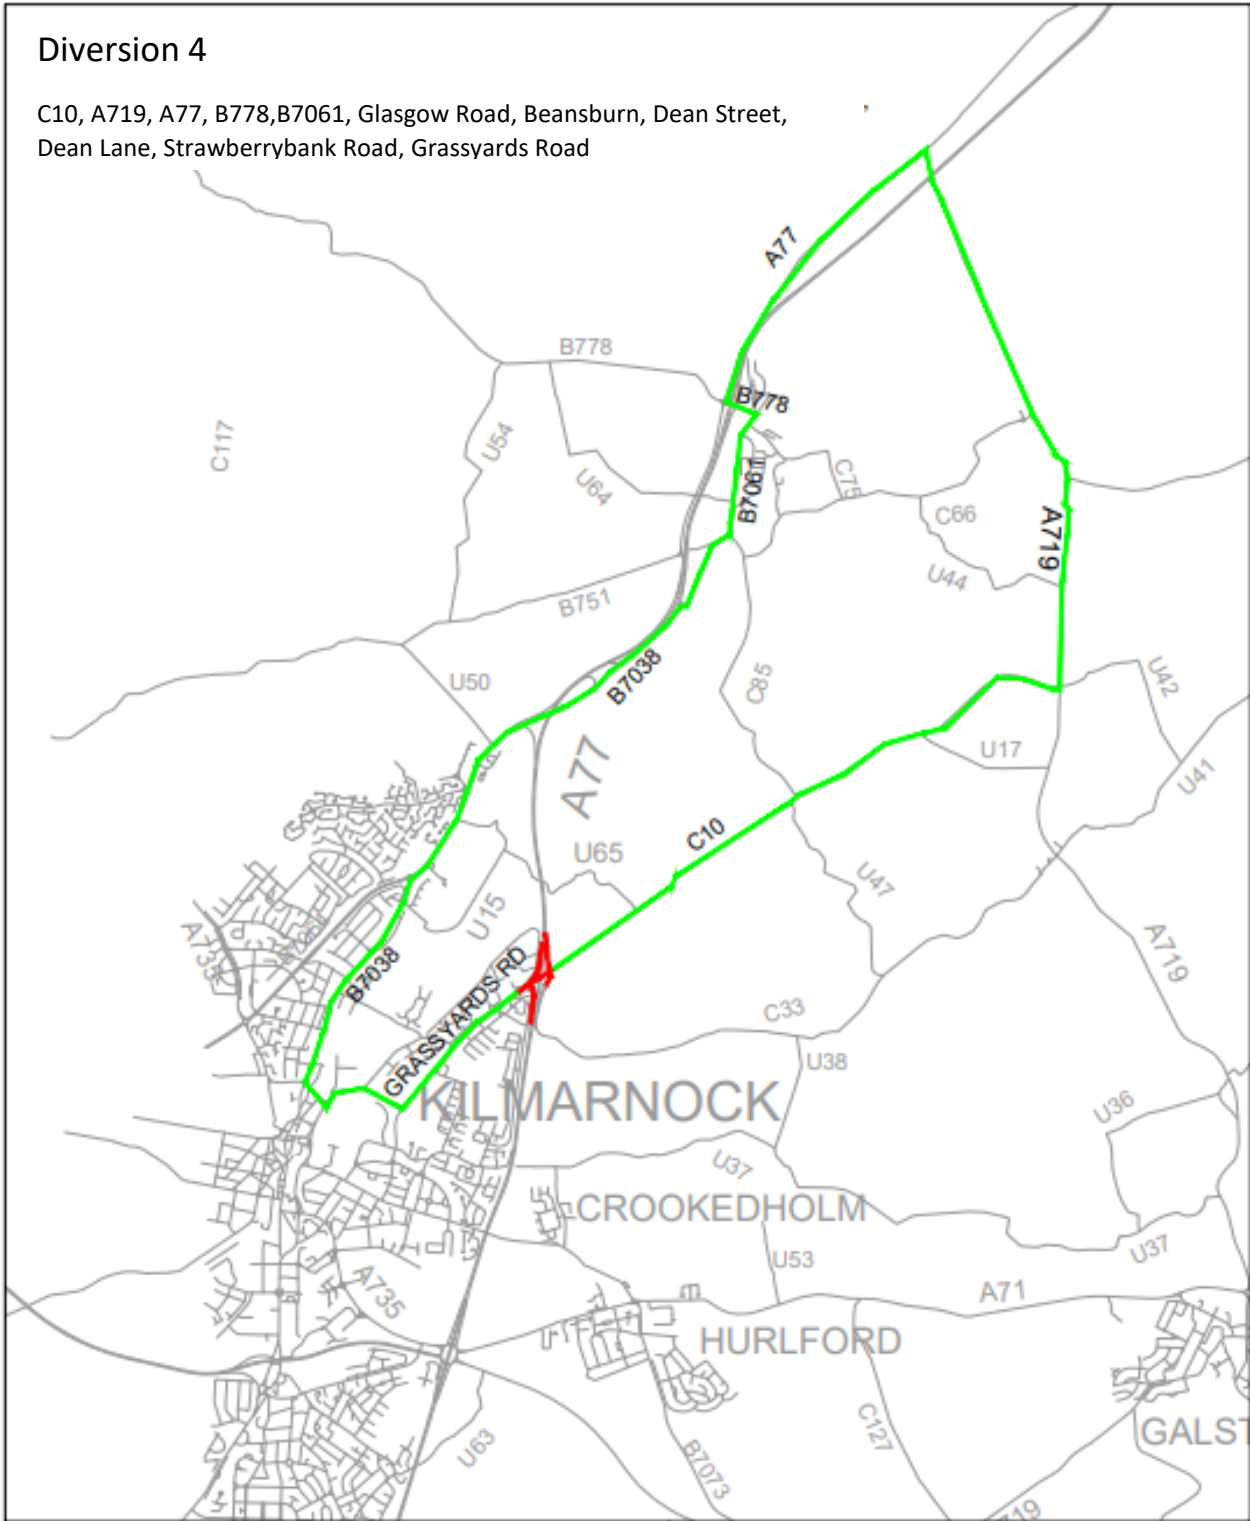 Diversion 4
C10, A719, A77, B778,B7061, Glasgow Road, Beansburn, Dean Street,
Dean Lane, Strawberrybank Road, Grassyards Road
A77
B778
B778
C117
U54
U64
B7061
C75
C66
A719
U44
B751
U50
B7038
C85
U42
U17
U41
A77
C10
U65
U47
U15
A735
B7038
GRASSYARDS RD
A719
C33
U38
KILMARNOCK
U36
U37
CROOKEDHOLM
U37
U53
A71
A735
HURLFORD
C127
GALST
U63
B7073
719